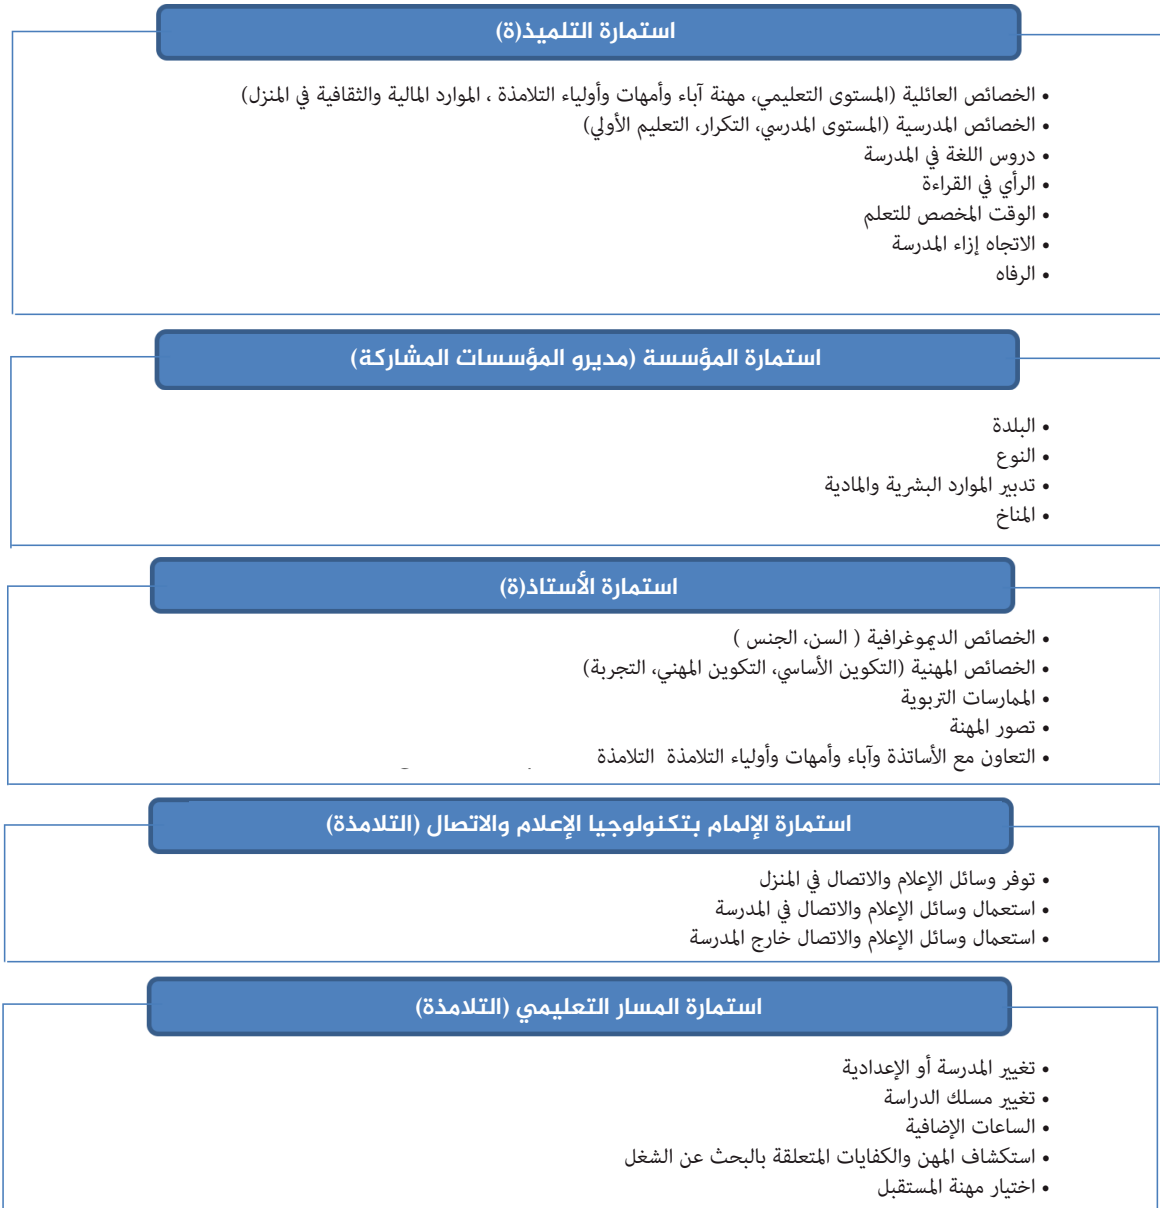 استمارة التلميذ(ة)
• الخصائص العائلية (المستوى التعليمي، مهنة آباء وأمهات وأولياء التلامذة ، الموارد المالية والثقافية في المنزل)
• الخصائص المدرسية (المستوى المدرسي، التكرار، التعليم الأولي)
• دروس اللغة في المدرسة
• الرأي في القراءة
• الوقت المخصص للتعلم
• الاتجاه إزاء المدرسة
• الرفاه
استمارة المؤسسة (مديرو المؤسسات المشاركة)
• البلدة
• النوع
• تدبير الموارد البشرية والمادية
• المناخ
استمارة الأستاذ(ة)
• الخصائص الديموغرافية ( السن، الجنس )
• الخصائص المهنية (التكوين الأساسي، التكوين المهني، التجربة)
• الممارسات التربوية
• تصور المهنة
• التعاون مع الأساتذة وآباء وأمهات وأولياء التلامذة التلامذة
استمارة الإلمام بتكنولوجيا الإعلام والاتصال (التلامذة)
• توفر وسائل الإعلام والاتصال في المنزل
• استعمال وسائل الإعلام والاتصال في المدرسة
• استعمال وسائل الإعلام والاتصال خارج المدرسة
استمارة المسار التعليمي (التلامذة)
• تغيير المدرسة أو الإعدادية
• تغيير مسلك الدراسة
• الساعات الإضافية
• استكشاف المهن والكفايات المتعلقة بالبحث عن الشغل
• اختيار مهنة المستقبل